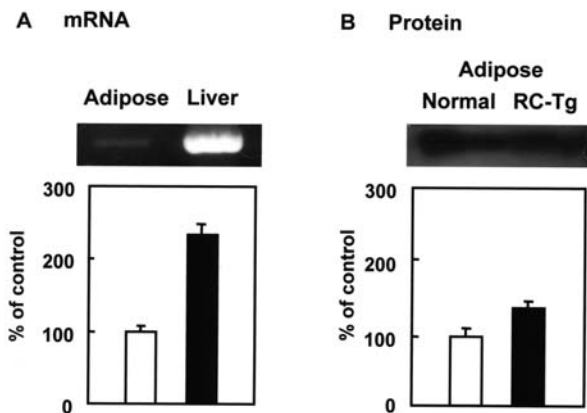 A mRNA
Adipose Liver
300
200
100
0
% of control
B Protein
Adipose
Normal RC-Tg
300
200
100
0
% of control